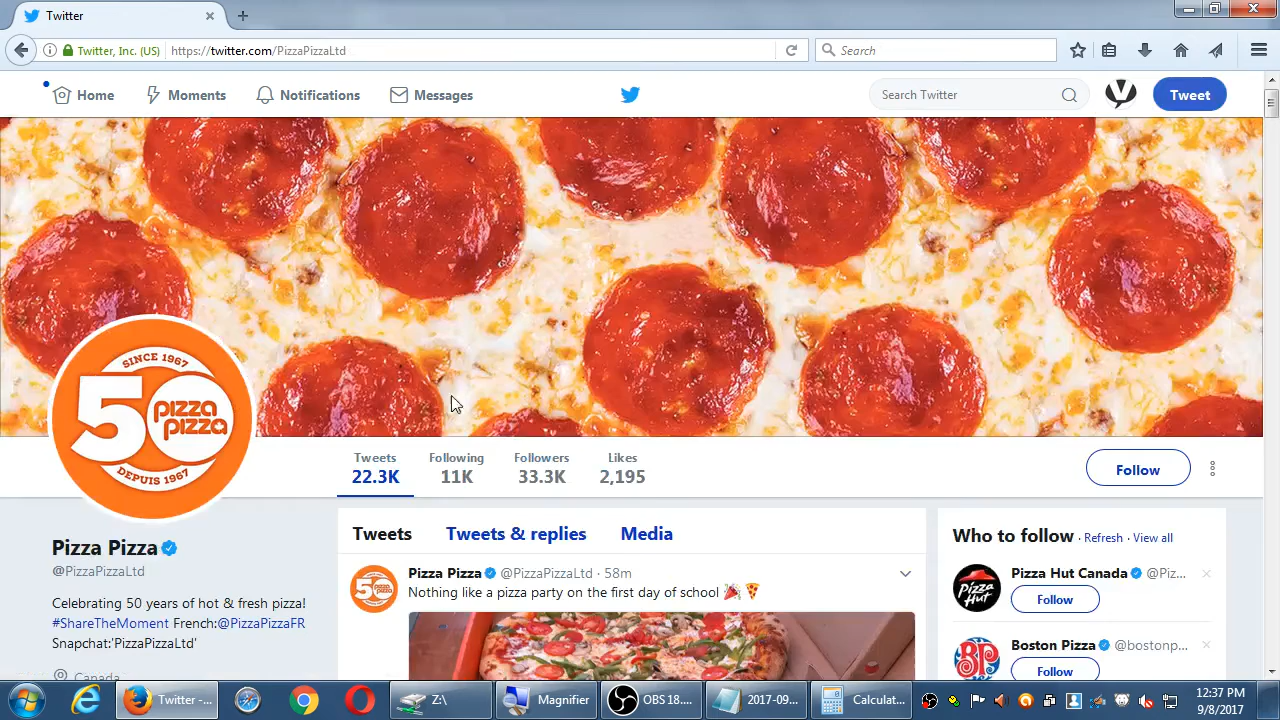 Twitter
Twitter, Inc. (US)
https://twitter.com/PizzaPizzaLtd
Search
Home
Moments
Notifications
Messages
Search Twitter
Tweet
SINCE 1967
50
pizza
pizza
DEPUIS 1967
Tweets
22.3K
Following
11K
Followers
33.3K
Likes
2,195
Follow
Pizza Pizza
@PizzaPizzaLtd
Celebrating 50 years of hot & fresh pizza!
#ShareTheMoment French:@PizzaPizzaFR
Snapchat:'PizzaPizzaLtd'
Canada
Tweets
Tweets & replies
Media
Pizza Pizza @PizzaPizzaLtd · 58m
Nothing like a pizza party on the first day of school 🎉 🍕
Who to follow · Refresh · View all
Pizza Hut
Pizza Hut Canada @Piz...
Follow
BP
Boston Pizza @bostonp...
Follow
Twitter -...
Z:\
Magnifier
OBS 18....
2017-09...
Calculat...
12:37 PM
9/8/2017